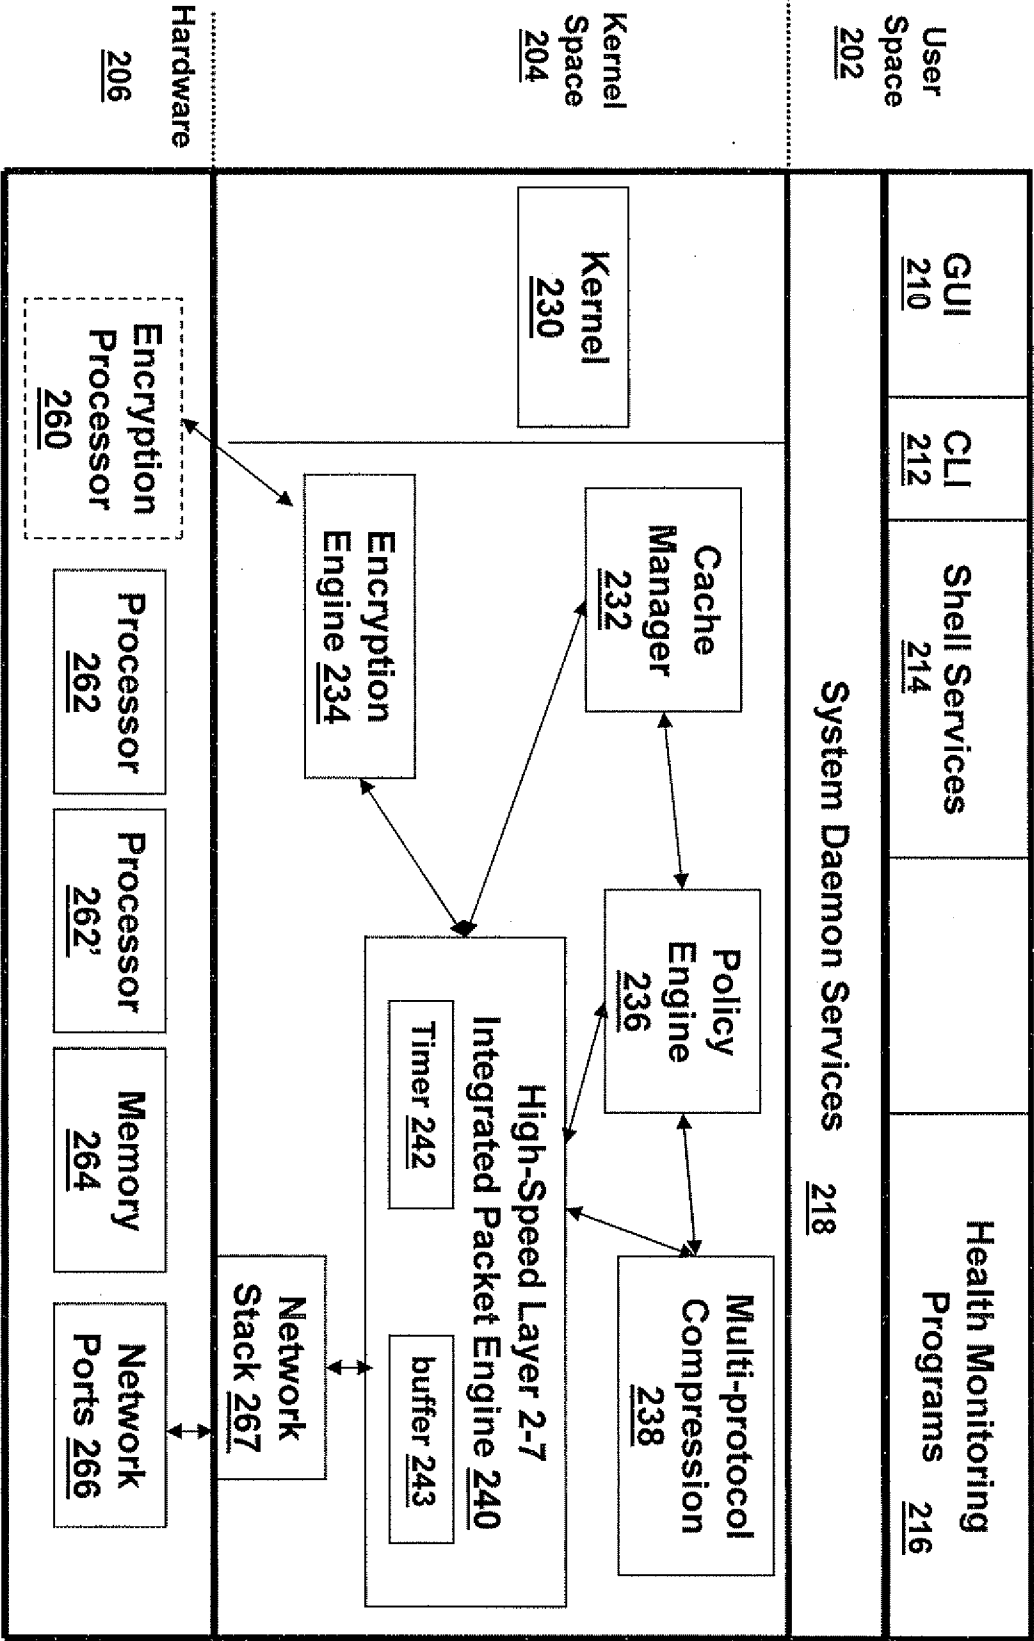 User
Space
202
GUI
210
CLI
212
Shell Services
214
Health Monitoring
Programs
216
System Daemon Services
218
Kernel
Space
204
Kernel
230
Cache
Manager
232
Policy
Engine
236
Multi-protocol
Compression
238
High-Speed Layer 2-7
Integrated Packet Engine 240
Timer 242
buffer 243
Encryption
Engine 234
Network
Stack 267
Hardware
206
Encryption
Processor
260
Processor
262
Processor
262'
Memory
264
Network
Ports 266